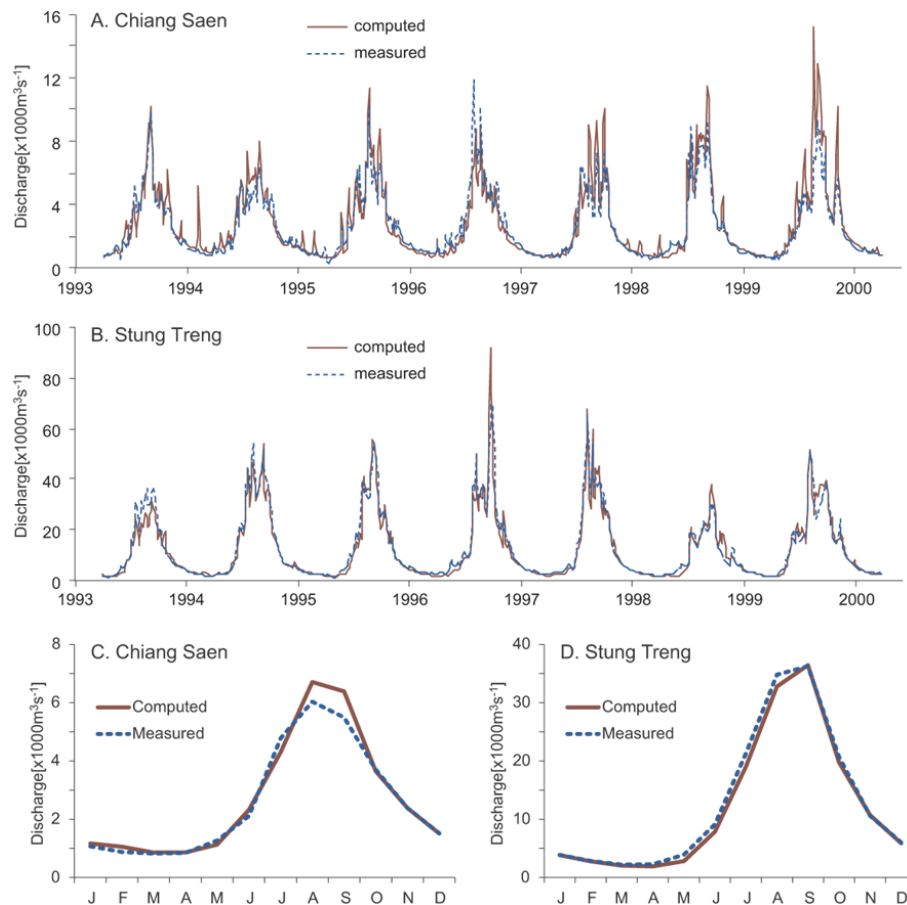 A. Chiang Saen
computed
measured
Discharge[x1000m³s⁻¹]
16
12
8
4
0
1993 1994 1995 1996 1997 1998 1999 2000
B. Stung Treng
computed
measured
Discharge[x1000m³s⁻¹]
100
80
60
40
20
0
1993 1994 1995 1996 1997 1998 1999 2000
C. Chiang Saen
Computed
Measured
Discharge[x1000m³s⁻¹]
8
6
4
2
0
J F M A M J J A S O N D
D. Stung Treng
Computed
Measured
Discharge[x1000m³s⁻¹]
40
30
20
10
0
J F M A M J J A S O N D